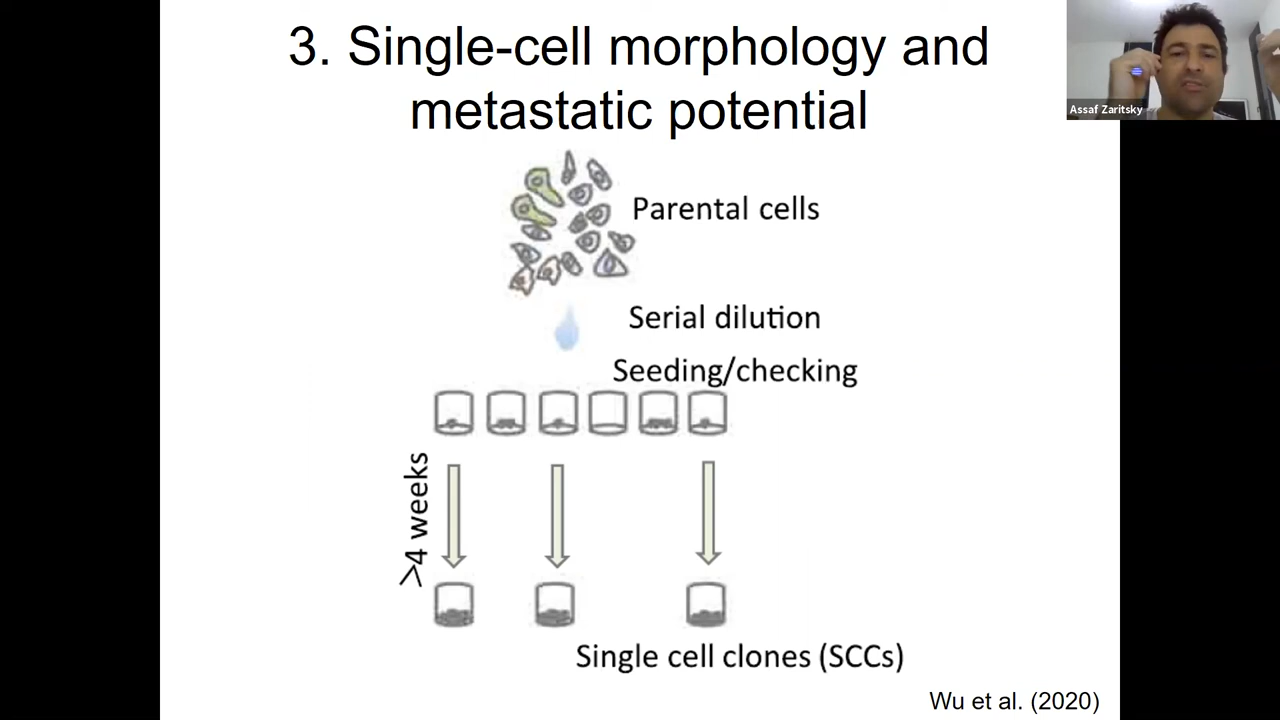 3. Single-cell morphology and
metastatic potential
Assaf Zaritsky
Parental cells
Serial dilution
Seeding/checking
>4 weeks
Single cell clones (SCCs)
Wu et al. (2020)